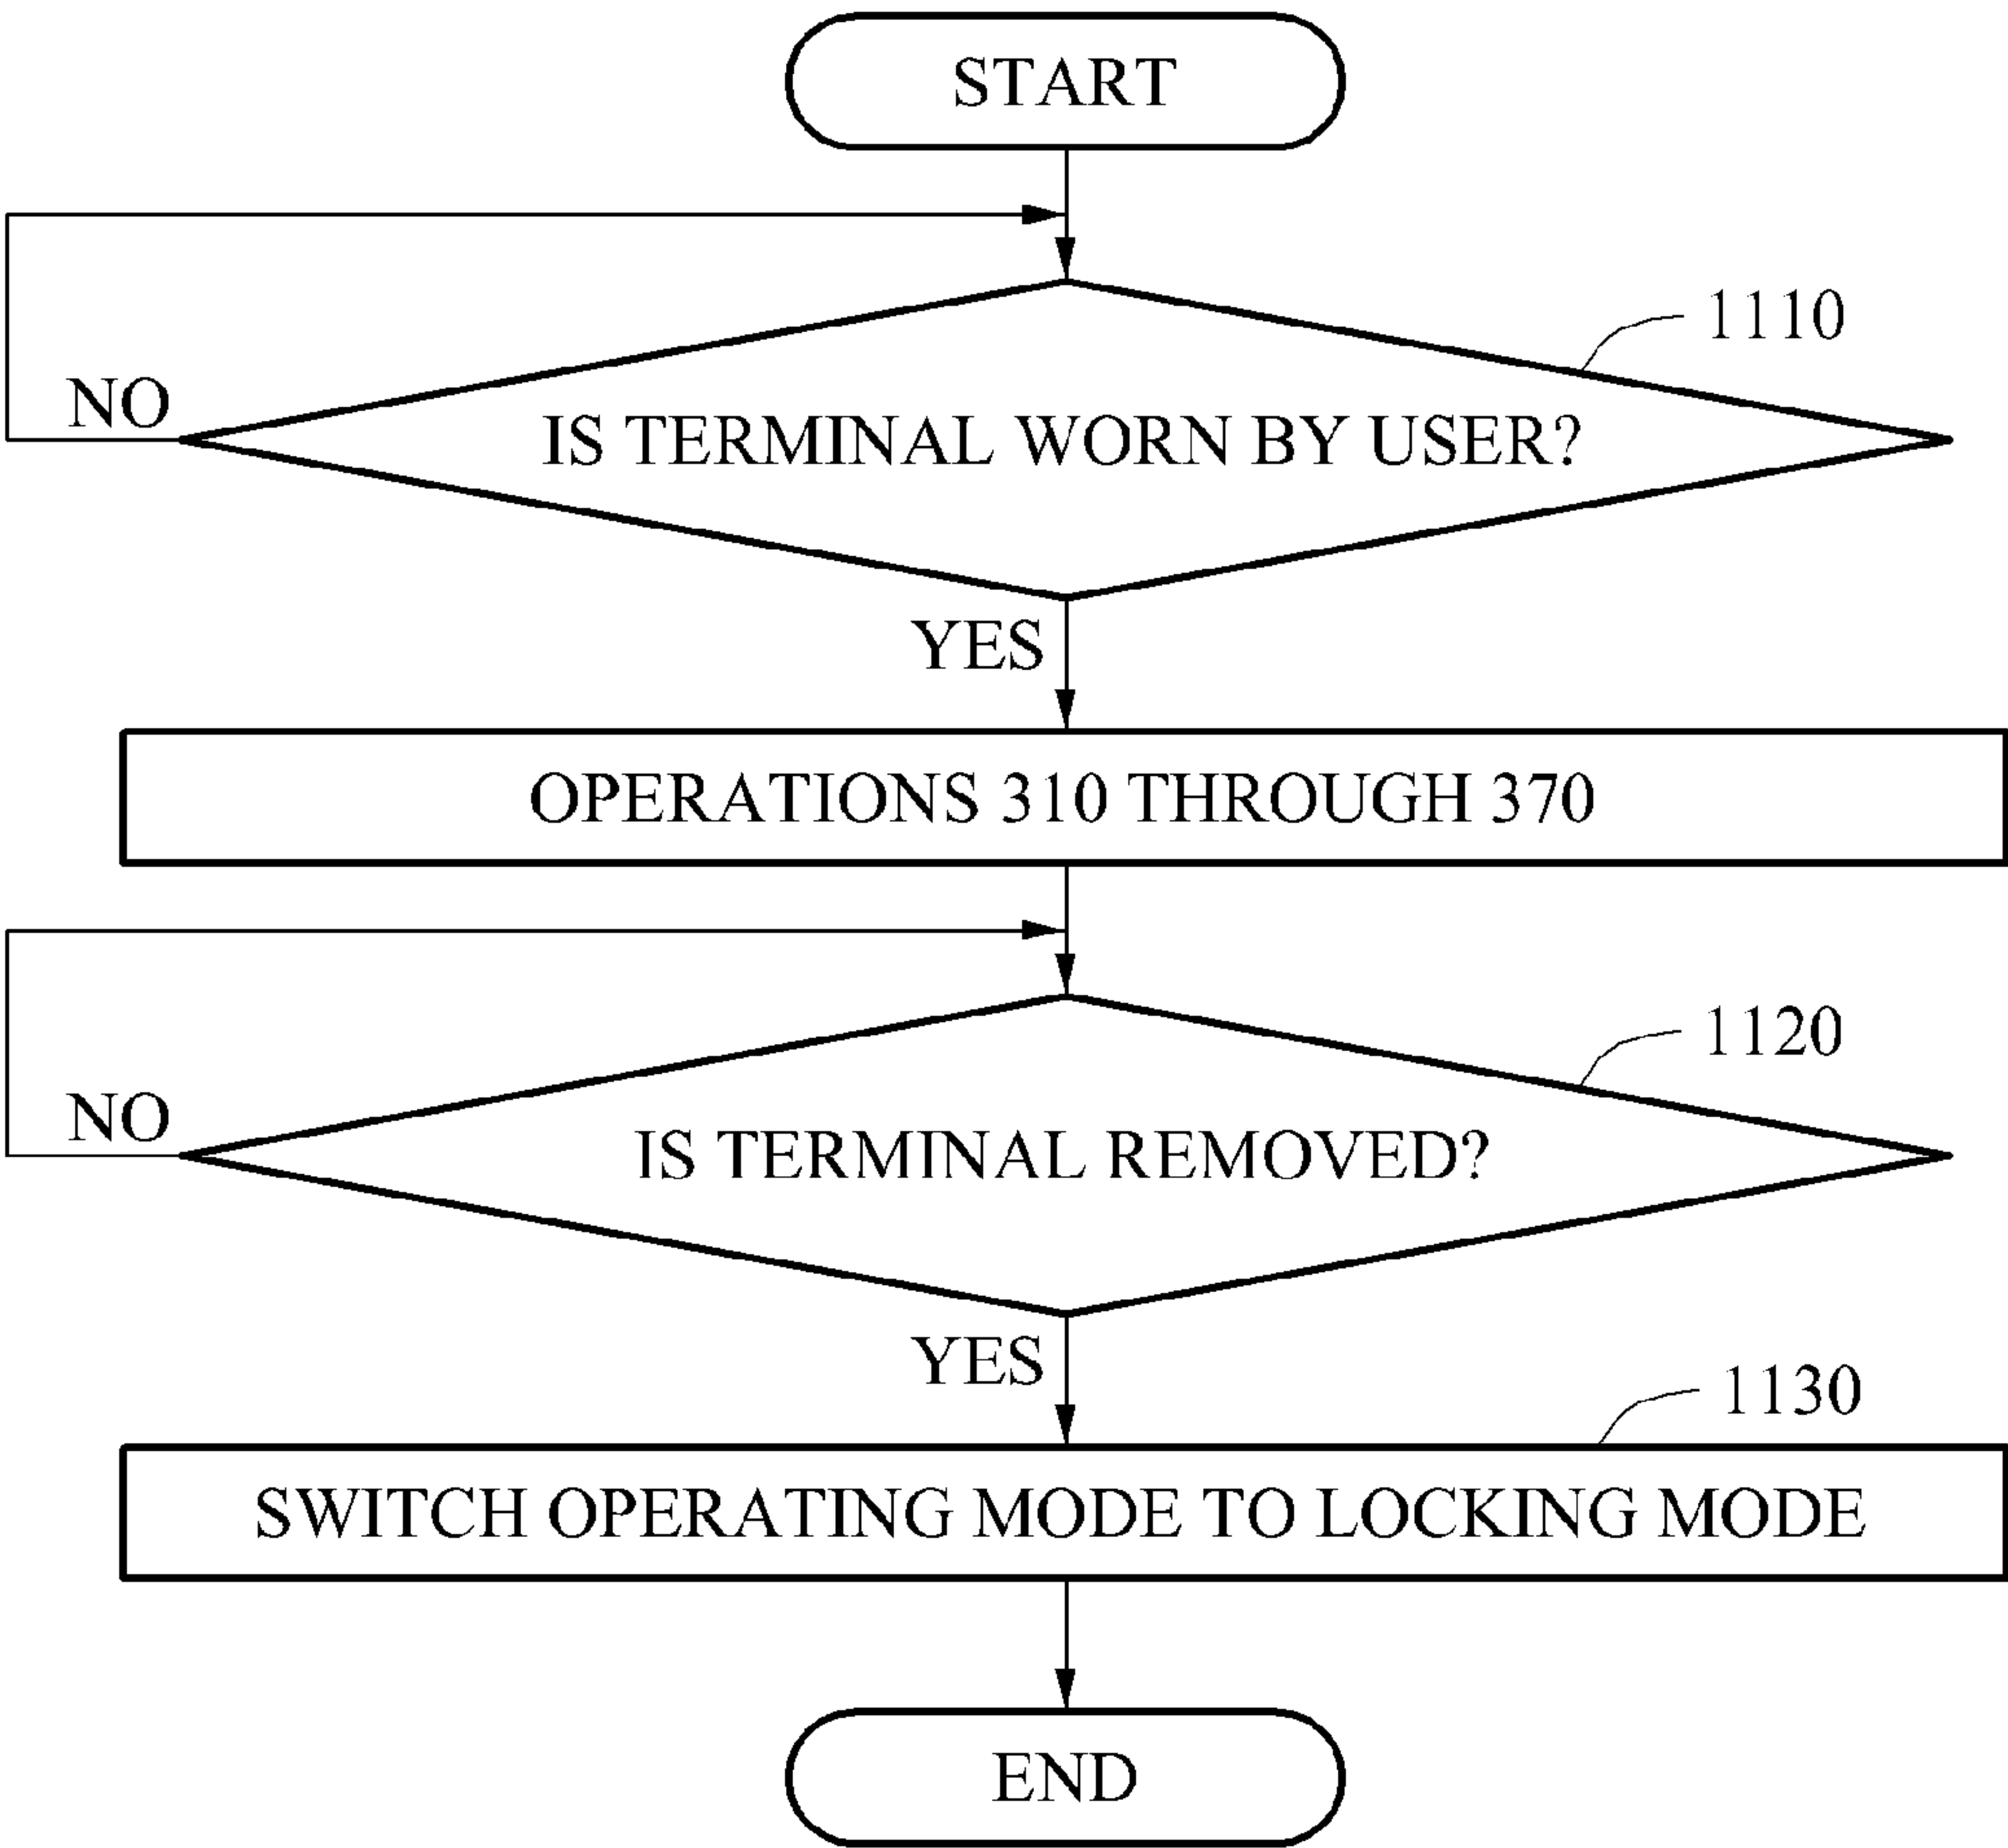 START
1110
NO
IS TERMINAL WORN BY USER?
YES
OPERATIONS 310 THROUGH 370
1120
NO
IS TERMINAL REMOVED?
YES
1130
SWITCH OPERATING MODE TO LOCKING MODE
END